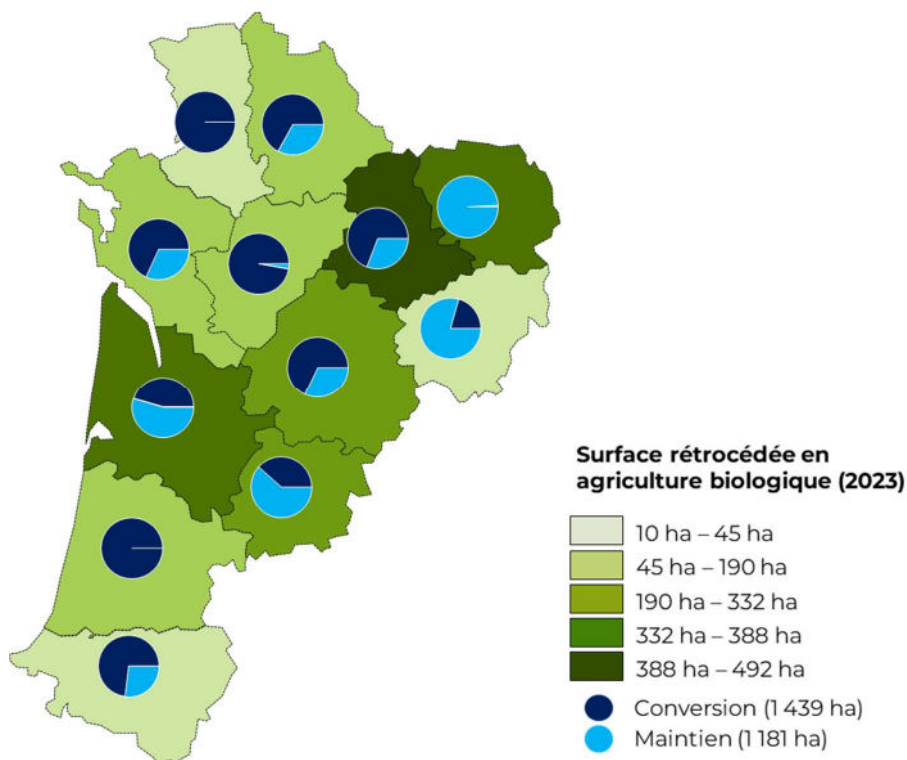 Surface rétrocédée en
agriculture biologique (2023)
10 ha – 45 ha
45 ha – 190 ha
190 ha – 332 ha
332 ha – 388 ha
388 ha – 492 ha
Conversion (1 439 ha)
Maintien (1 181 ha)